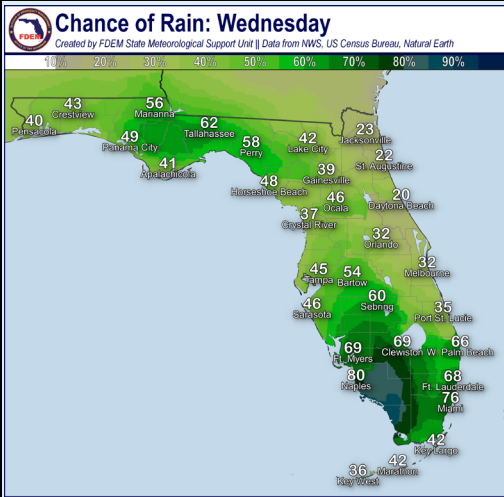 FDEM
Chance of Rain: Wednesday
Created by FDEM State Meteorological Support Unit || Data from NWS, US Census Bureau, Natural Earth
10% 20% 30% 40% 50% 60% 70% 80% 90%
43
Crestview
56
Marianna
40
Pensacola
62
Tallahassee
49
Panama City
58
Perry
42
Lake City
23
Jacksonville
41
Apalachicola
22
St. Augustine
39
Gainesville
48
Horseshoe Beach
46
Ocala
20
Daytona Beach
37
Crystal River
32
Orlando
32
Melbourne
45
Tampa
54
Bartow
60
Sebring
46
Sarasota
35
Port St. Lucie
69
Ft. Myers
69
Clewiston
66
W. Palm Beach
80
Naples
68
Ft. Lauderdale
76
Miami
42
Key Largo
42
Marathon
36
Key West